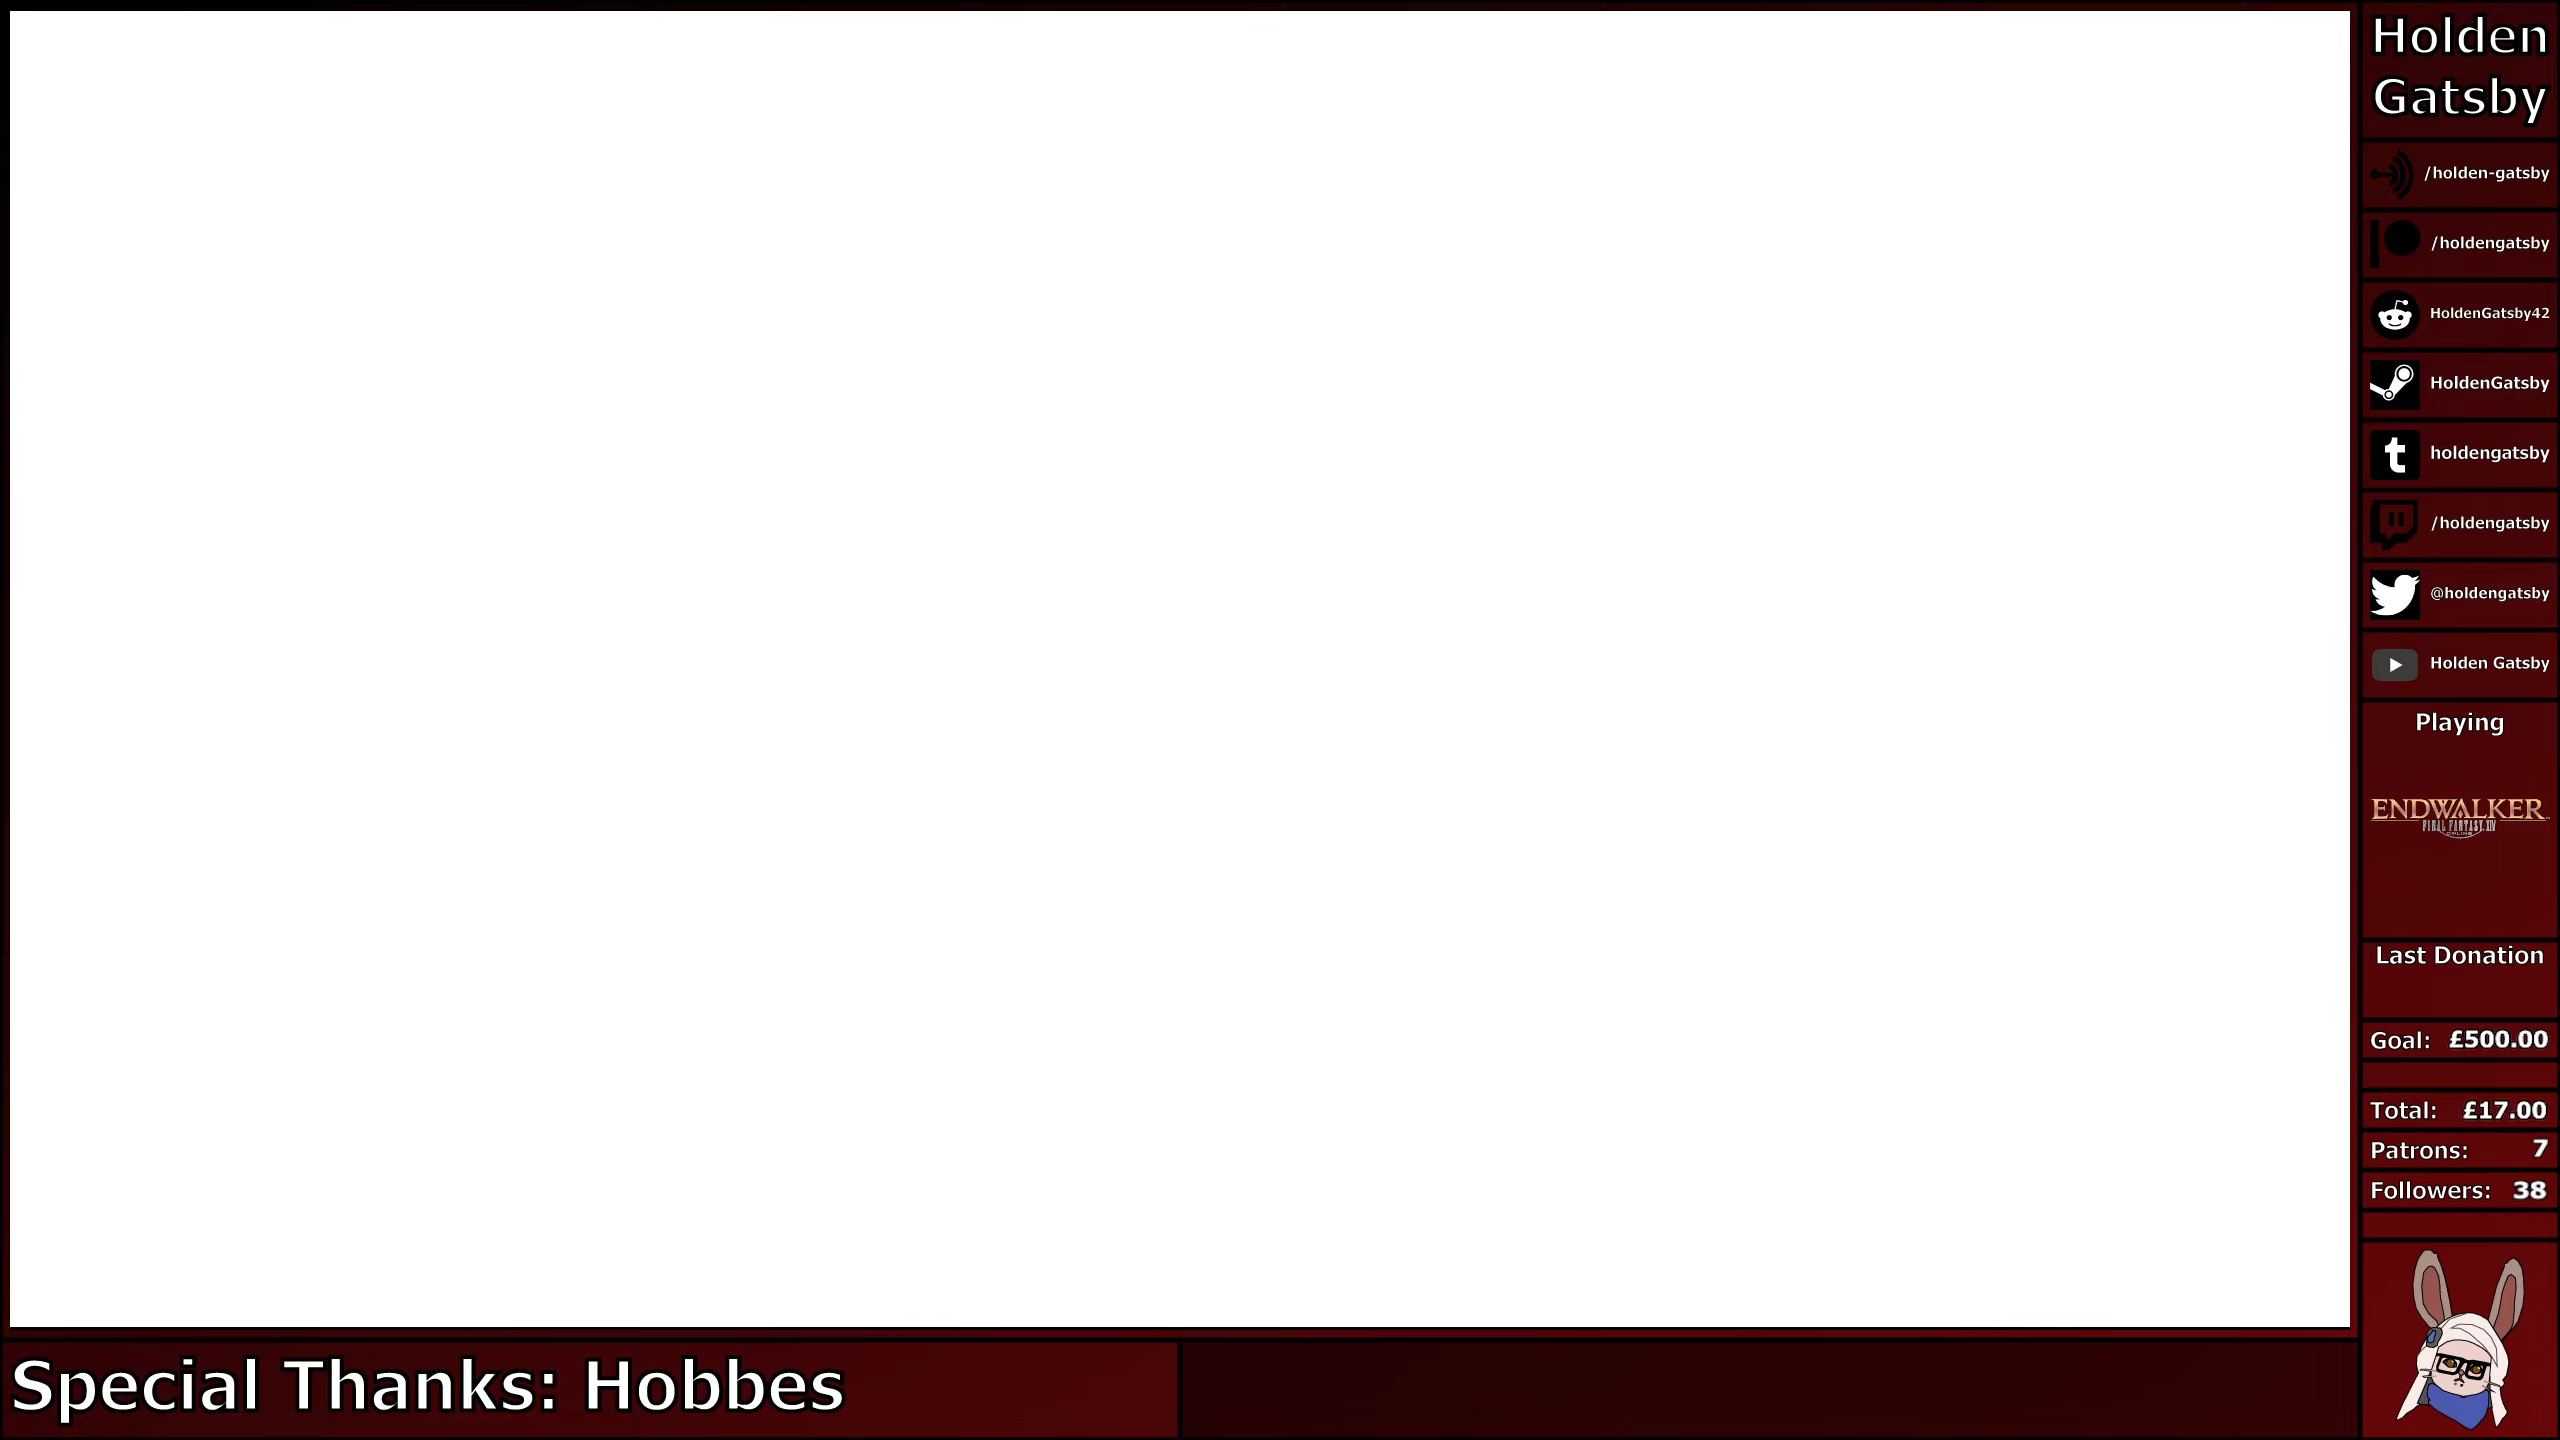 Holden
Gatsby
/holden-gatsby
/holdengatsby
HoldenGatsby42
HoldenGatsby
holdengatsby
/holdengatsby
@holdengatsby
Holden Gatsby
Playing
ENDWALKER
FINAL FANTASY XIV
ONLINE
Last Donation
Goal: £500.00
Total: £17.00
Patrons: 7
Followers: 38
Special Thanks: Hobbes